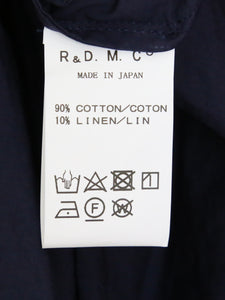 R & D. M. Co
MADE IN JAPAN
90% COTTON/COTON
10% LINEN/LIN
F W